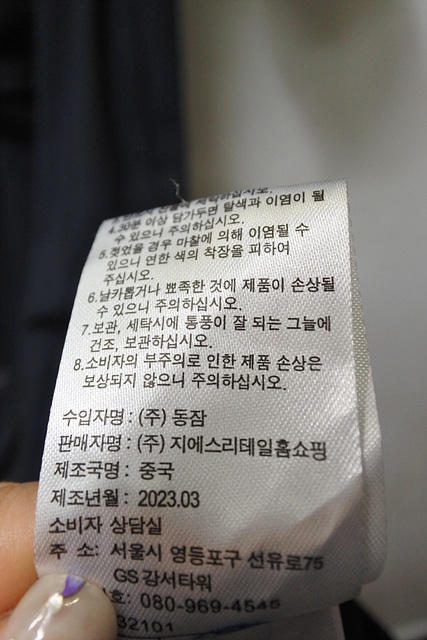 4.30분 이상 담가두면 탈색과 이염이 될
수 있으니 주의하십시오.
5.젖었을 경우 마찰에 의해 이염될 수
있으니 연한 색의 착장을 피하여
주십시오.
6.날카롭거나 뾰족한 것에 제품이 손상될
수 있으니 주의하십시오.
7.보관, 세탁시에 통풍이 잘 되는 그늘에
건조, 보관하십시오.
8.소비자의 부주의로 인한 제품 손상은
보상되지 않으니 주의하십시오.
수입자명 : (주) 동잠
판매자명 : (주) 지에스리테일홈쇼핑
제조국명 : 중국
제조년월 : 2023.03
소비자 상담실
주 소: 서울시 영등포구 선유로75
GS강서타워
호: 080-969-4545
32101